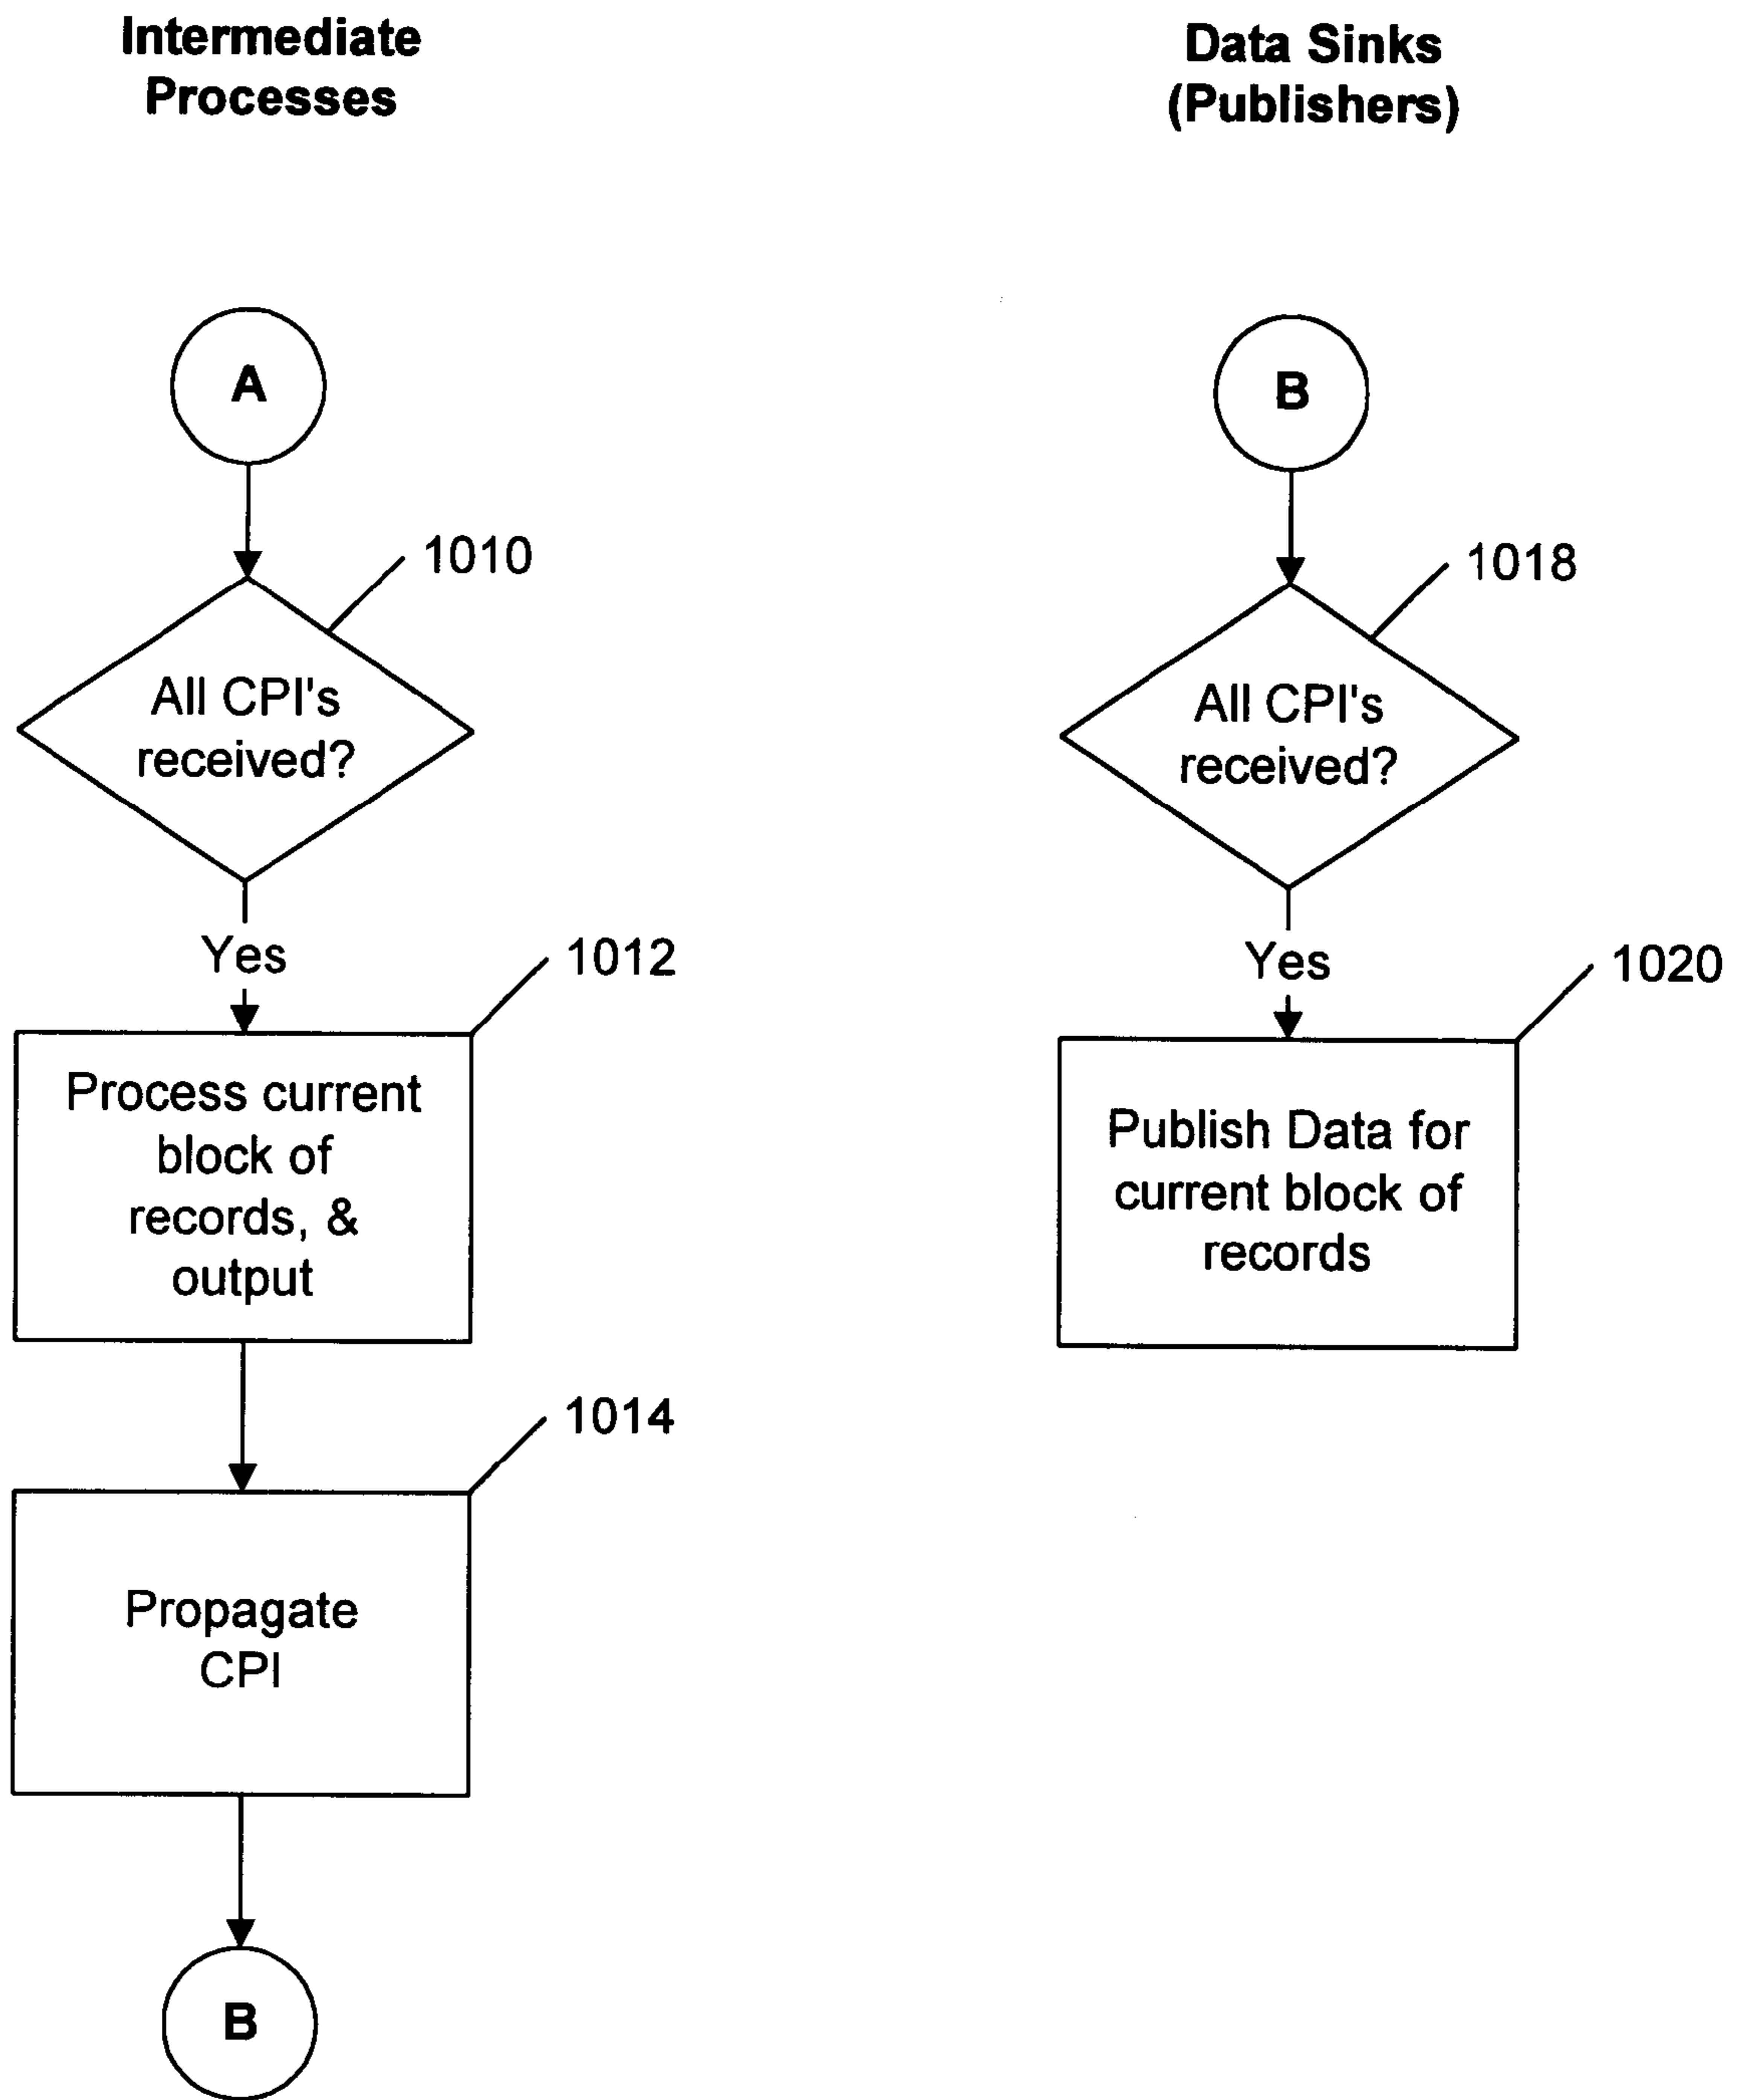 Intermediate
Processes
A
1010
All CPI's
received?
Yes
1012
Process current
block of
records, &
output
1014
Propagate
CPI
B
Data Sinks
(Publishers)
B
1018
All CPI's
received?
Yes
1020
Publish Data for
current block of
records